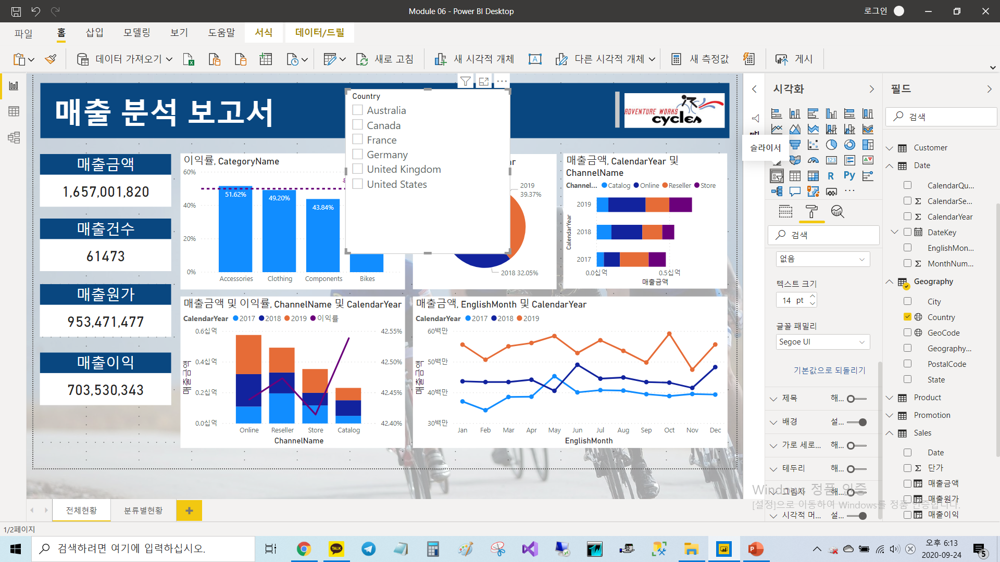 Module 06 - Power BI Desktop
로그인
파일
홈
삽입
모델링
보기
도움말
서식
데이터/드릴
데이터 가져오기
새로 고침
새 시각적 개체
다른 시각적 개체
새 측정값
게시
매출 분석 보고서
ADVENTURE WORKS
cycles
Country
Australia
Canada
France
Germany
United Kingdom
United States
매출금액
1,657,001,820
매출건수
61473
매출원가
953,471,477
매출이익
703,530,343
이익률, CategoryName
60%
40%
20%
0%
51.62%
49.20%
43.84%
Accessories
Clothing
Components
Bikes
2019
39.37%
2018 32.05%
매출금액, CalendarYear 및
ChannelName
Channel... Catalog Online Reseller Store
CalendarYear
2019
2018
2017
0.0십억
0.5십억
매출금액
매출금액 및 이익률, ChannelName 및 CalendarYear
CalendarYear 2017 2018 2019 이익률
매출금액
0.6십억
0.4십억
0.2십억
0.0십억
42.55%
42.50%
42.45%
42.40%
Online
Reseller
Store
Catalog
ChannelName
매출금액, EnglishMonth 및 CalendarYear
CalendarYear 2017 2018 2019
매출금액
60백만
50백만
40백만
30백만
Jan Feb Mar Apr May Jun Jul Aug Sep Oct Nov Dec
EnglishMonth
시각화
슬라이서
123
R
Py
검색
없음
텍스트 크기
14 pt
글꼴 패밀리
Segoe UI
기본값으로 되돌리기
제목 해...
배경 설...
가로 세로... 해...
테두리 해...
그림자 해...
시각적 머... 설...
필드
검색
Customer
Date
CalendarQu...
CalendarSe...
CalendarYear
DateKey
EnglishMon...
MonthNum...
Geography
City
Country
GeoCode
Geography...
PostalCode
State
Product
Promotion
Sales
Date
단가
매출금액
매출원가
매출이익
Windows 정품 인증
[설정]으로 이동하여 Windows를 정품 인증합니다.
전체현황
분류별현황
1/2페이지
검색하려면 여기에 입력하십시오.
TALK
오후 6:13
2020-09-24
5